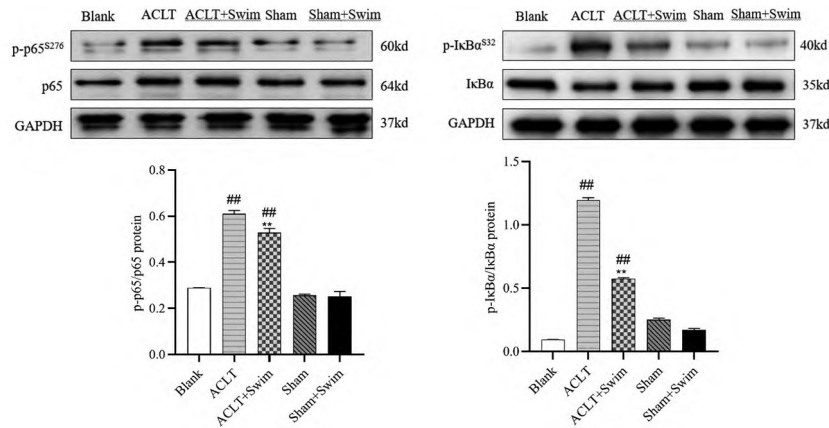 Blank ACLT ACLT+Swim Sham Sham+Swim
p-p65S276 60kd
p65 64kd
GAPDH 37kd
p-p65/p65 protein
0.8
0.6
0.4
0.2
0.0
##
##
**
Blank
ACLT
ACLT+Swim
Sham
Sham+Swim
Blank ACLT ACLT+Swim Sham Sham+Swim
p-IκBαS32 40kd
IκBα 35kd
GAPDH 37kd
p-IκBα/IκBα protein
1.5
1.0
0.5
0.0
##
##
**
Blank
ACLT
ACLT+Swim
Sham
Sham+Swim